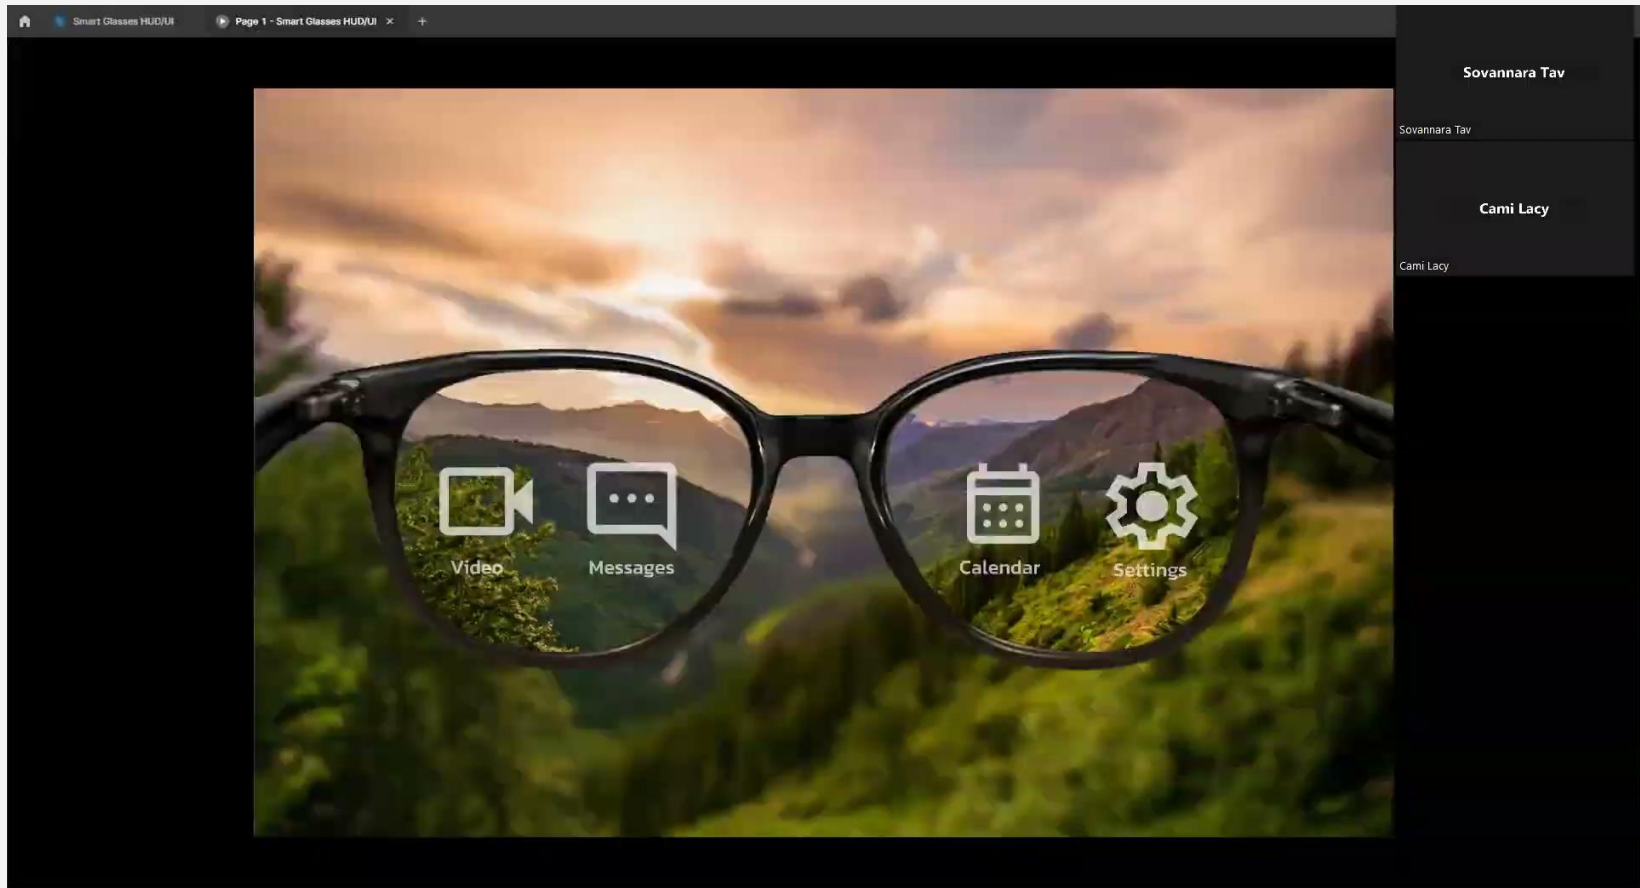 Smart Glasses HUD/UI
Page 1 - Smart Glasses HUD/UI
Sovannara Tav
Sovannara Tav
Cami Lacy
Cami Lacy
Video
Messages
Calendar
Settings